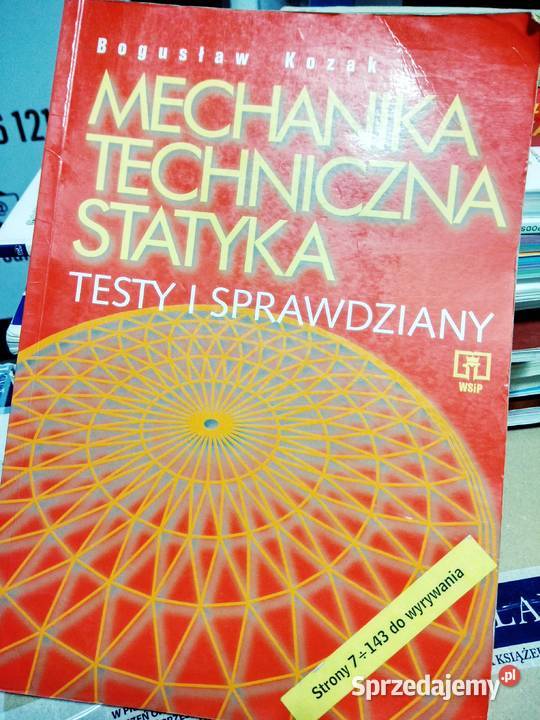 Bogusław Kozak
MECHANIKA
TECHNICZNA
STATYKA
TESTY I SPRAWDZIANY
WSiP
Strony 7÷143 do wyrywania
Sprzedajemy.pl